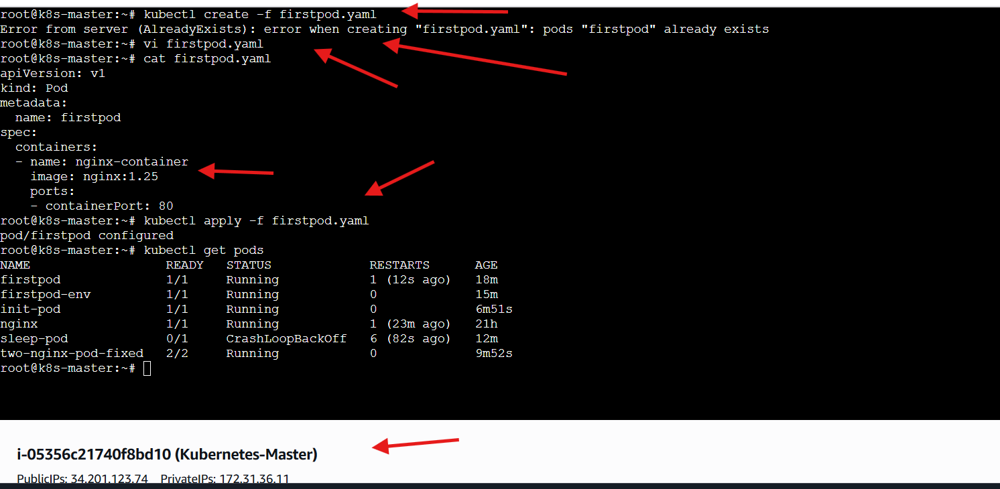 root@k8s-master:~# kubectl create -f firstpod.yaml
Error from server (AlreadyExists): error when creating "firstpod.yaml": pods "firstpod" already exists
root@k8s-master:~# vi firstpod.yaml
root@k8s-master:~# cat firstpod.yaml
apiVersion: v1
kind: Pod
metadata:
  name: firstpod
spec:
  containers:
  - name: nginx-container
    image: nginx:1.25
    ports:
    - containerPort: 80
root@k8s-master:~# kubectl apply -f firstpod.yaml
pod/firstpod configured
root@k8s-master:~# kubectl get pods
NAME                  READY   STATUS             RESTARTS      AGE
firstpod              1/1     Running            1 (12s ago)   18m
firstpod-env          1/1     Running            0             15m
init-pod              1/1     Running            0             6m51s
nginx                 1/1     Running            1 (23m ago)   21h
sleep-pod             0/1     CrashLoopBackOff   6 (82s ago)   12m
two-nginx-pod-fixed   2/2     Running            0             9m52s
root@k8s-master:~#
i-05356c21740f8bd10 (Kubernetes-Master)
PublicIPs: 34.201.123.74    PrivateIPs: 172.31.36.11